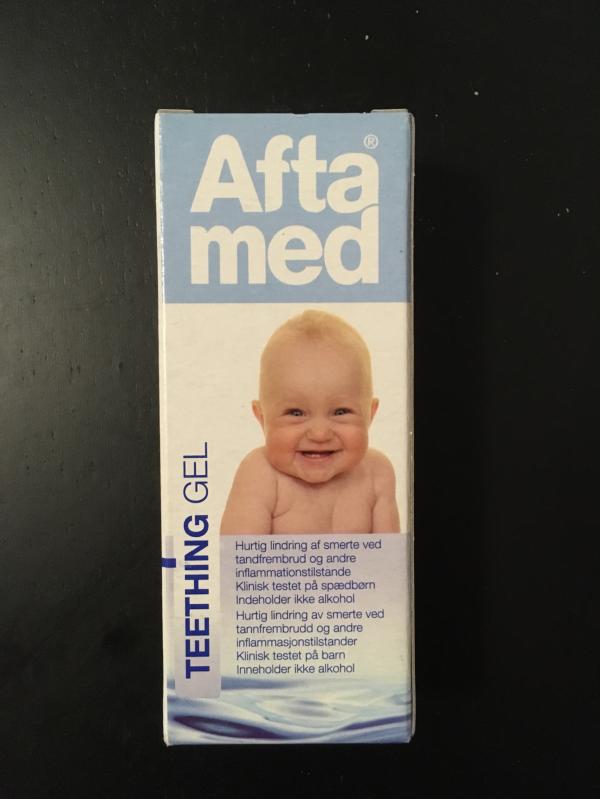 Afta®
med
TEETHING GEL
Hurtig lindring af smerte ved
tandfrembrud og andre
inflammationstilstande
Klinisk testet på spædbørn
Indeholder ikke alkohol
Hurtig lindring av smerte ved
tannfrembrudd og andre
inflammasjonstilstander
Klinisk testet på barn
Inneholder ikke alkohol